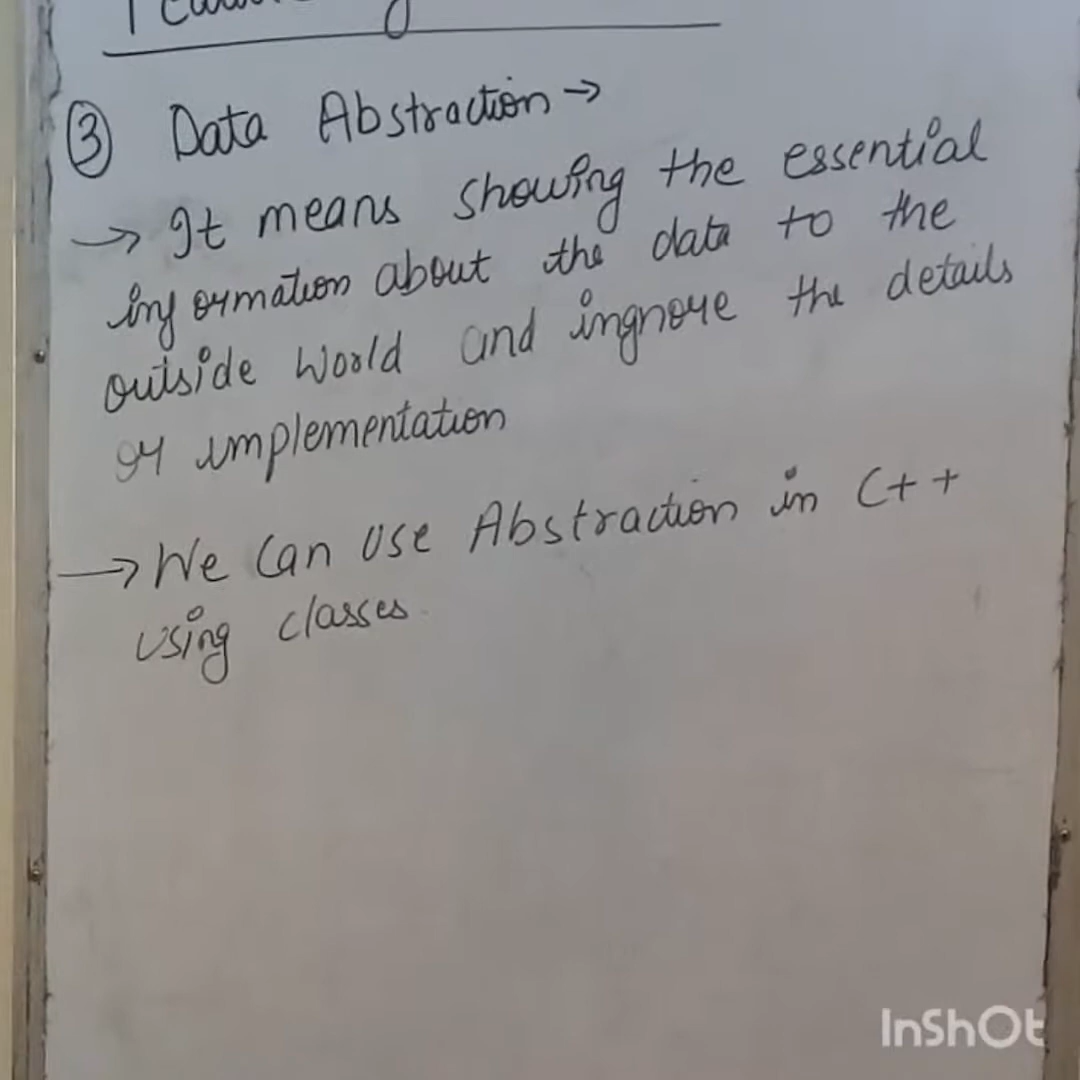 ③ Data Abstraction →
→ It means showing the essential
information about the data to the
outside world and ingnore the details
or implementation
→ We Can Use Abstraction in C++
using classes.
InShOt